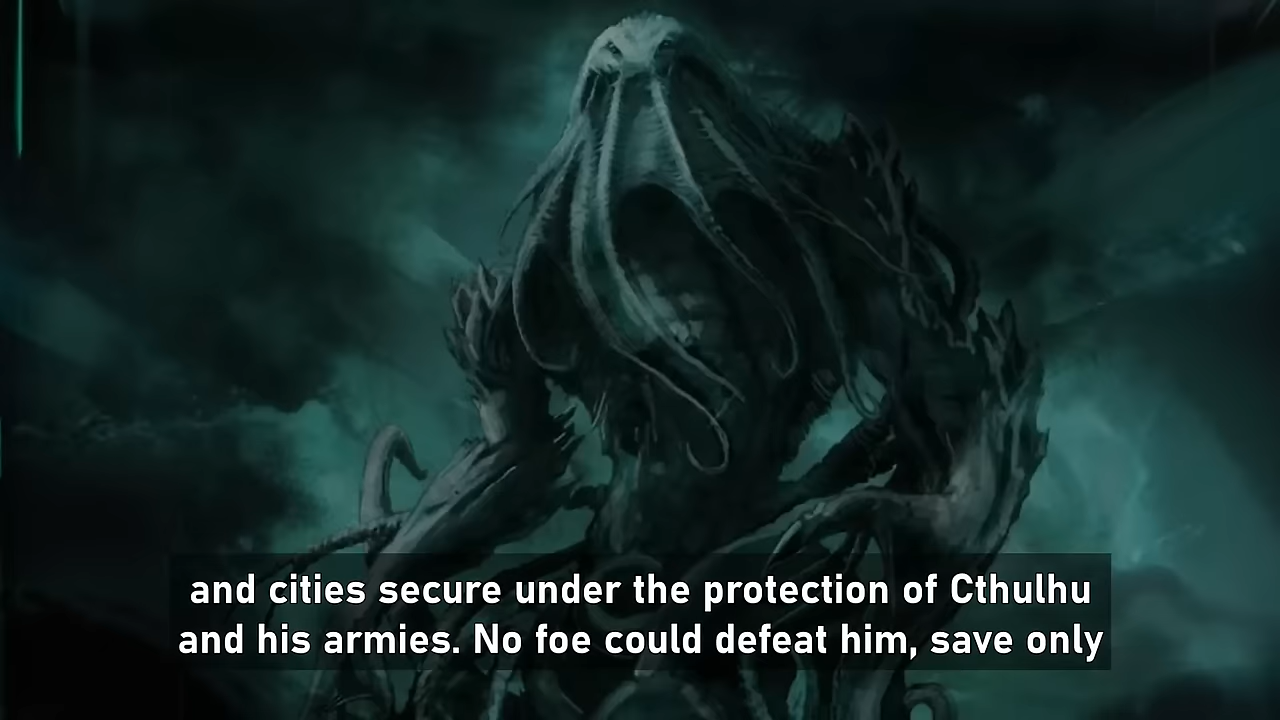 and cities secure under the protection of Cthulhu
and his armies. No foe could defeat him, save only